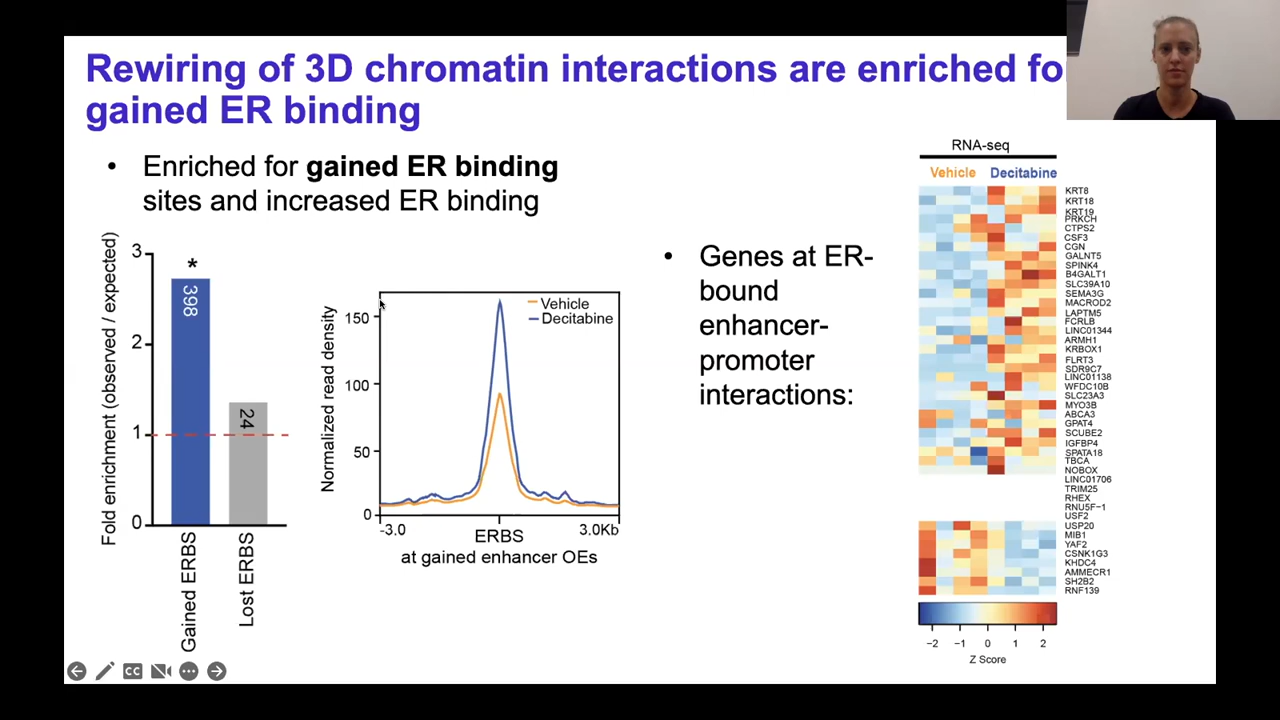 Rewiring of 3D chromatin interactions are enriched fo
gained ER binding
• Enriched for gained ER binding
sites and increased ER binding
Fold enrichment (observed / expected)
3
2
1
0
*
398
24
Gained ERBS
Lost ERBS
Normalized read density
150
100
50
0
Vehicle
Decitabine
-3.0
ERBS
3.0Kb
at gained enhancer OEs
• Genes at ER-
bound
enhancer-
promoter
interactions:
RNA-seq
Vehicle Decitabine
KRT8
KRT18
KRT19
PRKCH
CTPS2
CSF3
CGN
GALNT5
SPINK4
B4GALT1
SLC39A10
SEMA3G
MACROD2
LAPTM5
FCRLB
LINC01344
ARMH1
KRBOX1
FLRT3
SDR9C7
LINC01138
WFDC10B
SLC23A3
MYO3B
ABCA3
GPAT4
SCUBE2
IGFBP4
SPATA18
TBCA
NOBOX
LINC01706
TRIM25
RHEX
RNU5F-1
USF2
USP20
MIB1
YAF2
CSNK1G3
KHDC4
AMMECR1
SH2B2
RNF139
−2 −1 0 1 2
Z Score
CC